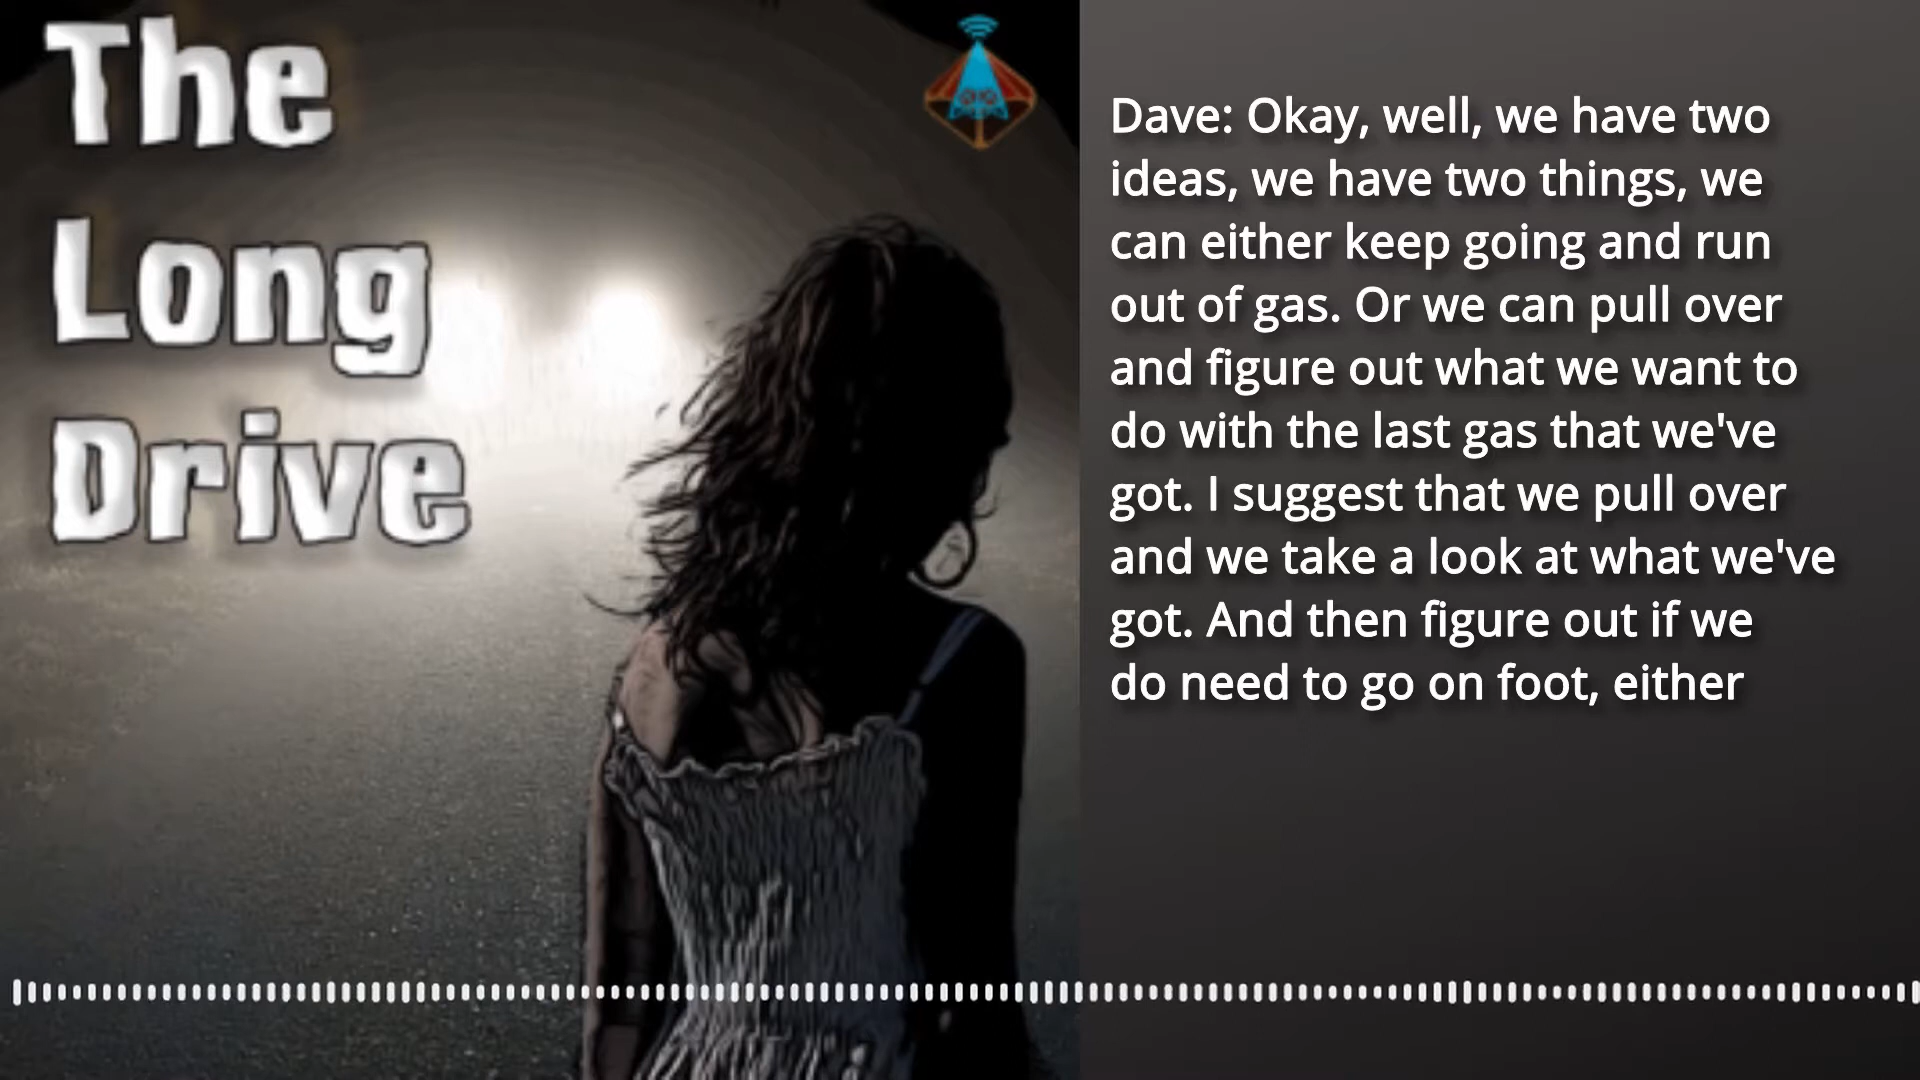 The
Long
Drive
Dave: Okay, well, we have two
ideas, we have two things, we
can either keep going and run
out of gas. Or we can pull over
and figure out what we want to
do with the last gas that we've
got. I suggest that we pull over
and we take a look at what we've
got. And then figure out if we
do need to go on foot, either